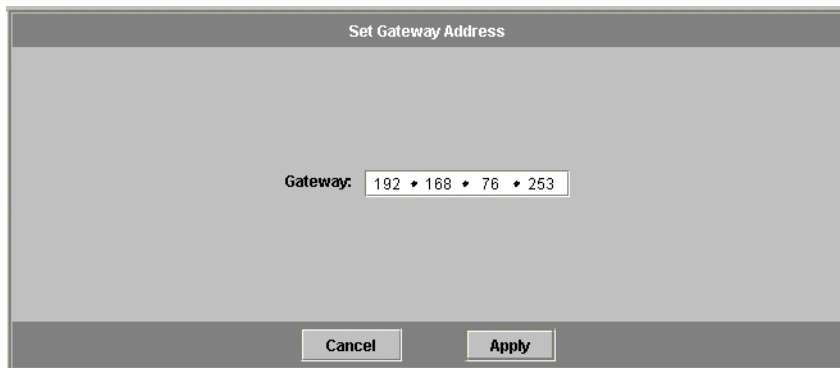 Set Gateway Address
Gateway: 192 • 168 • 76 • 253
Cancel Apply